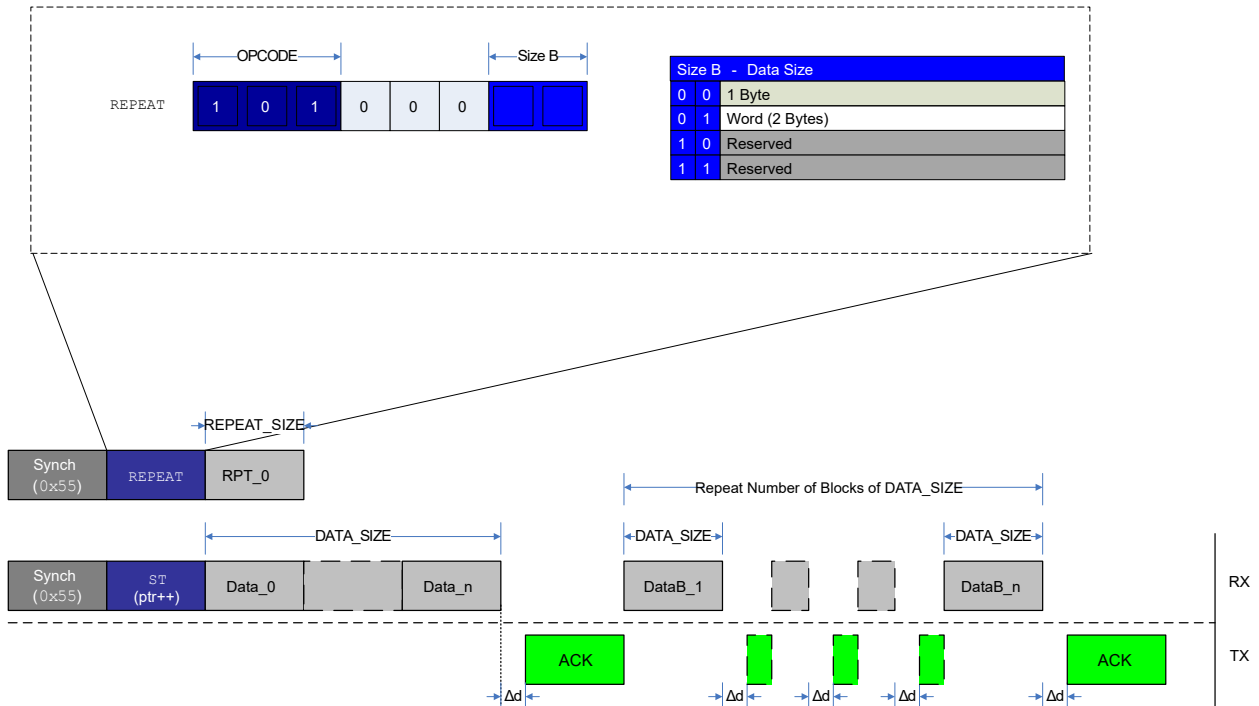 OPCODE
Size B
REPEAT
1 0 1 0 0 0
Size B - Data Size
0 0 1 Byte
0 1 Word (2 Bytes)
1 0 Reserved
1 1 Reserved
REPEAT_SIZE
Synch
(0x55)
REPEAT
RPT_0
Repeat Number of Blocks of DATA_SIZE
DATA_SIZE
DATA_SIZE
DATA_SIZE
Synch
(0x55)
ST
(ptr++)
Data_0
Data_n
DataB_1
DataB_n
RX
ACK
ACK
TX
Δd
Δd
Δd
Δd
Δd